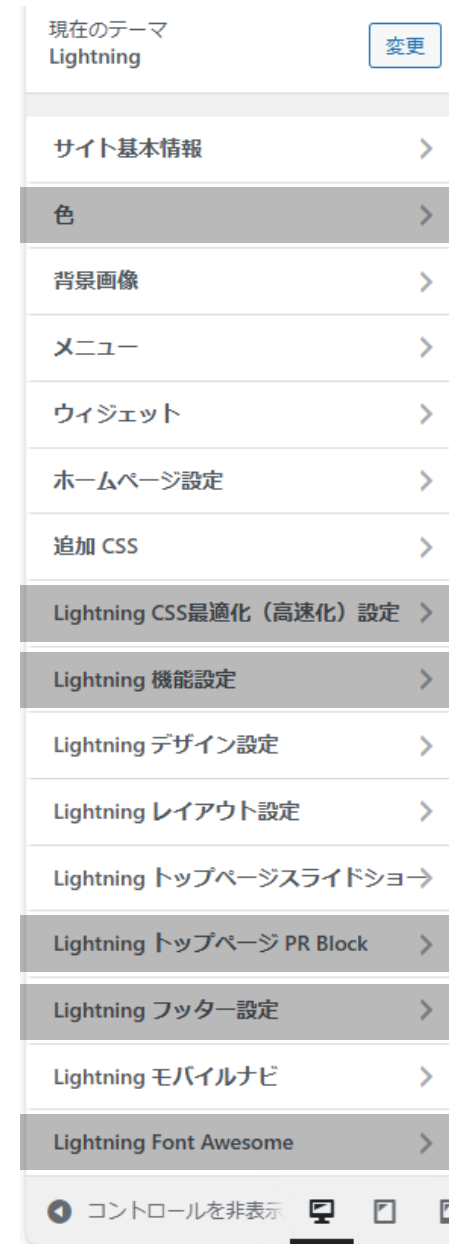 現在のテーマ
Lightning
変更
サイト基本情報
色
背景画像
メニュー
ウィジェット
ホームページ設定
追加 CSS
Lightning CSS最適化（高速化）設定
Lightning 機能設定
Lightning デザイン設定
Lightning レイアウト設定
Lightning トップページスライドショー
Lightning トップページ PR Block
Lightning フッター設定
Lightning モバイルナビ
Lightning Font Awesome
コントロールを非表示